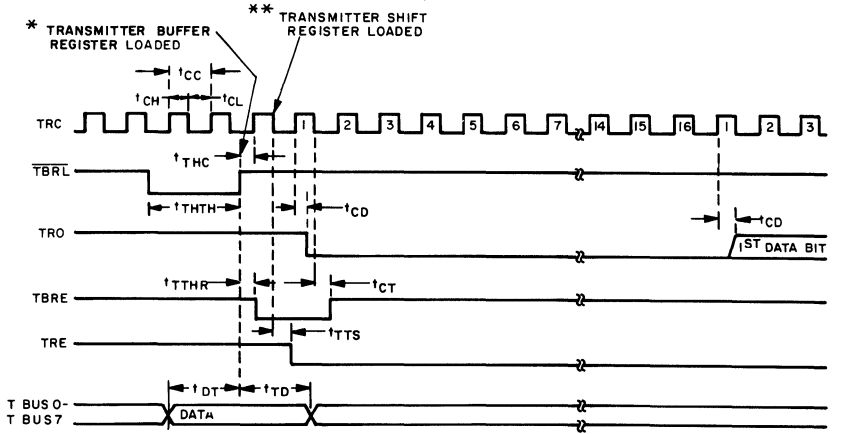 ** TRANSMITTER SHIFT
REGISTER LOADED
* TRANSMITTER BUFFER
REGISTER LOADED
tCC
tCH
tCL
TRC
1 2 3 4 5 6 7 14 15 16 1 2 3
tTHC
TBRL
tTHTH
tCD
tCD
TRO
1ST DATA BIT
tTTHR
tCT
TBRE
tTTS
TRE
tDT
tTD
T BUS 0-
T BUS 7
DATA